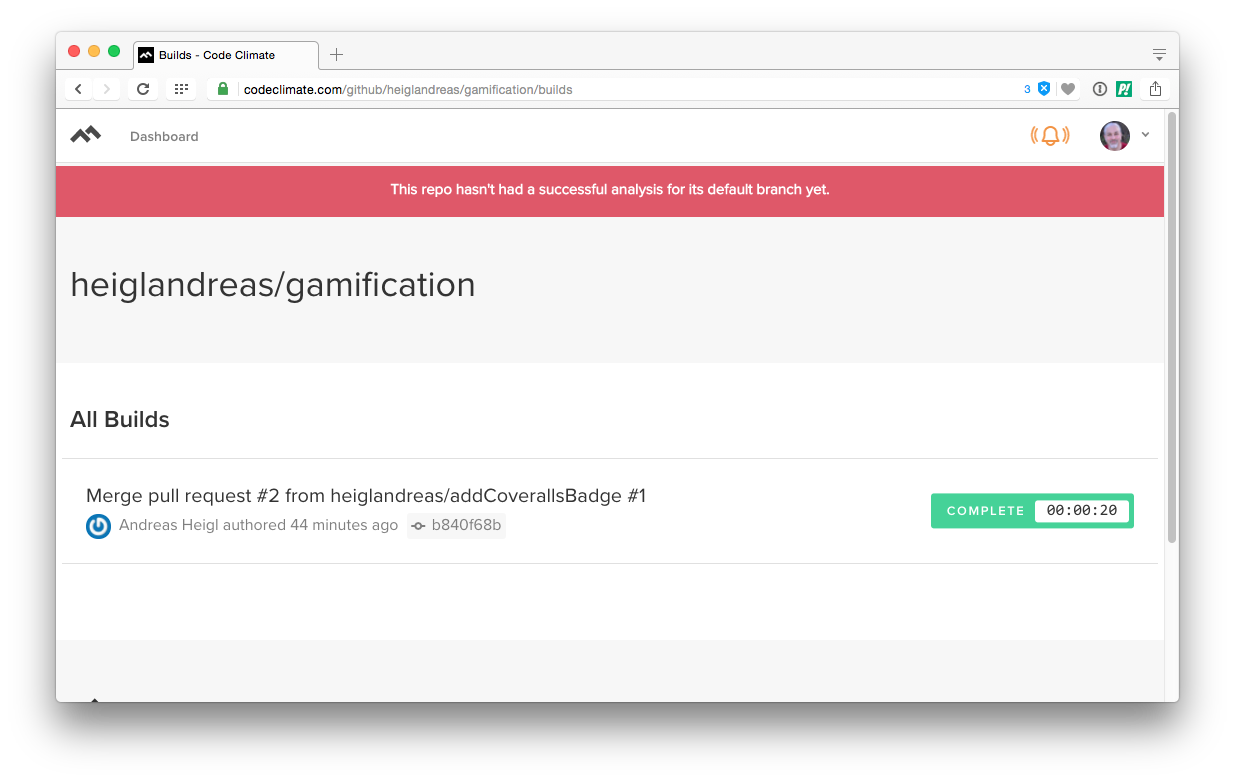 Builds - Code Climate
codeclimate.com/github/heiglandreas/gamification/builds
3
P!
Dashboard
This repo hasn't had a successful analysis for its default branch yet.
heiglandreas/gamification
All Builds
Merge pull request #2 from heiglandreas/addCoverallsBadge #1
Andreas Heigl authored 44 minutes ago b840f68b
COMPLETE 00:00:20